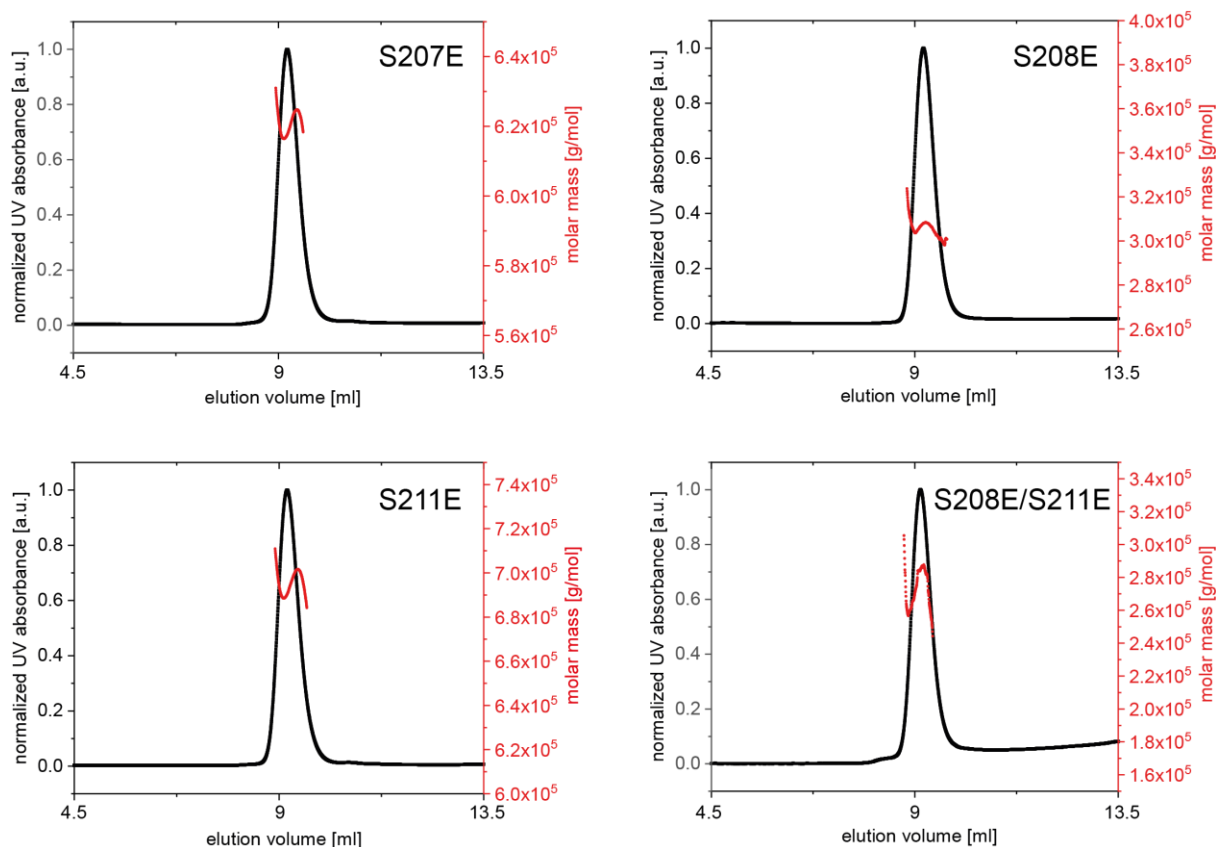 S207E
normalized UV absorbance [a.u.]
1.0
0.8
0.6
0.4
0.2
0.0
6.4x10⁵
6.2x10⁵
6.0x10⁵
5.8x10⁵
5.6x10⁵
molar mass [g/mol]
4.5 9 13.5
elution volume [ml]
S208E
normalized UV absorbance [a.u.]
1.0
0.8
0.6
0.4
0.2
0.0
4.0x10⁵
3.8x10⁵
3.6x10⁵
3.4x10⁵
3.2x10⁵
3.0x10⁵
2.8x10⁵
2.6x10⁵
molar mass [g/mol]
4.5 9 13.5
elution volume [ml]
S211E
normalized UV absorbance [a.u.]
1.0
0.8
0.6
0.4
0.2
0.0
7.4x10⁵
7.2x10⁵
7.0x10⁵
6.8x10⁵
6.6x10⁵
6.4x10⁵
6.2x10⁵
6.0x10⁵
molar mass [g/mol]
4.5 9 13.5
elution volume [ml]
S208E/S211E
normalized UV absorbance [a.u.]
1.0
0.8
0.6
0.4
0.2
0.0
3.4x10⁵
3.2x10⁵
3.0x10⁵
2.8x10⁵
2.6x10⁵
2.4x10⁵
2.2x10⁵
2.0x10⁵
1.8x10⁵
1.6x10⁵
molar mass [g/mol]
4.5 9 13.5
elution volume [ml]